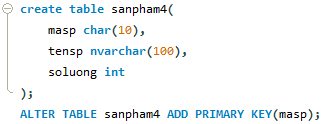 create table sanpham4(
masp char(10),
tensp nvarchar(100),
soluong int
);
ALTER TABLE sanpham4 ADD PRIMARY KEY(masp);